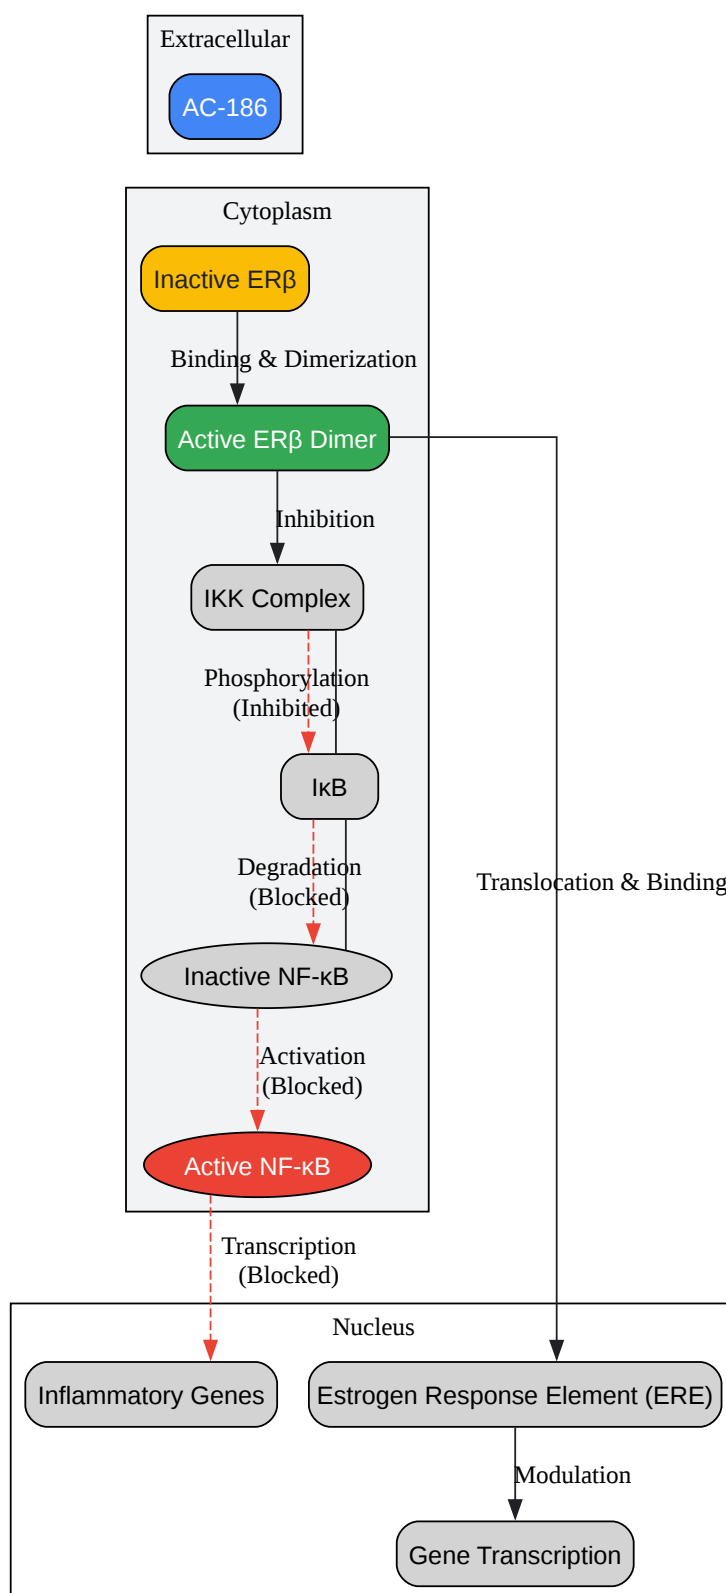 Extracellular
AC-186
Cytoplasm
Inactive ERβ
Binding & Dimerization
Active ERβ Dimer
Inhibition
IKK Complex
Phosphorylation
(Inhibited)
IκB
Translocation & Binding
Degradation
(Blocked)
Inactive NF-κB
Activation
(Blocked)
Active NF-κB
Transcription
(Blocked)
Nucleus
Inflammatory Genes
Estrogen Response Element (ERE)
Modulation
Gene Transcription